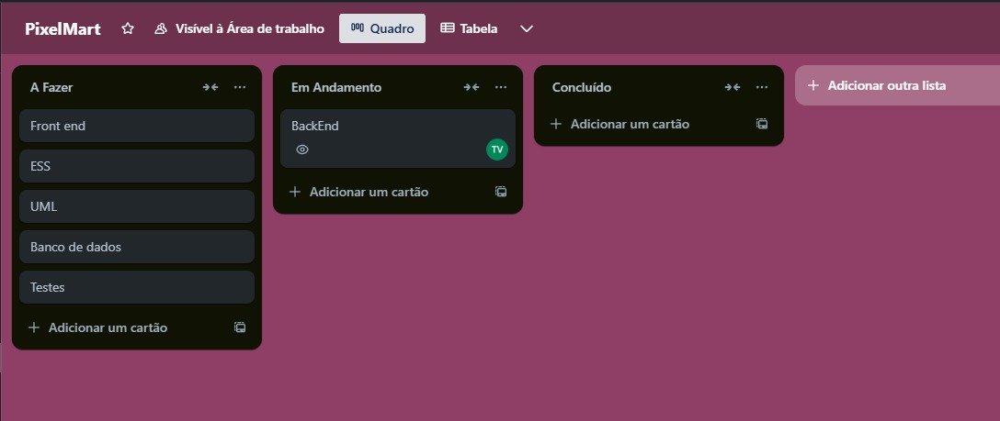 PixelMart
Visível à Área de trabalho
Quadro
Tabela
A Fazer
Front end
ESS
UML
Banco de dados
Testes
Adicionar um cartão
Em Andamento
BackEnd
TV
Adicionar um cartão
Concluído
Adicionar um cartão
Adicionar outra lista